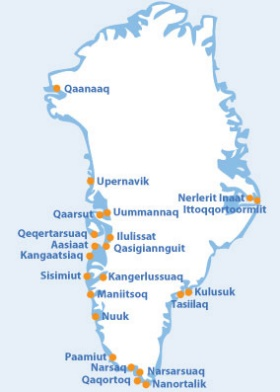 Qaanaaq
Upernavik
Nerlerit Inaat
Ittoqqortoormiit
Qaarsut
Uummannaq
Qeqertarsuaq
Ilulissat
Aasiaat
Qasigiannguit
Kangaatsiaq
Sisimiut
Kangerlussuaq
Maniitsoq
Kulusuk
Tasiilaq
Nuuk
Paamiut
Narsaq
Narsarsuaq
Qaqortoq
Nanortalik